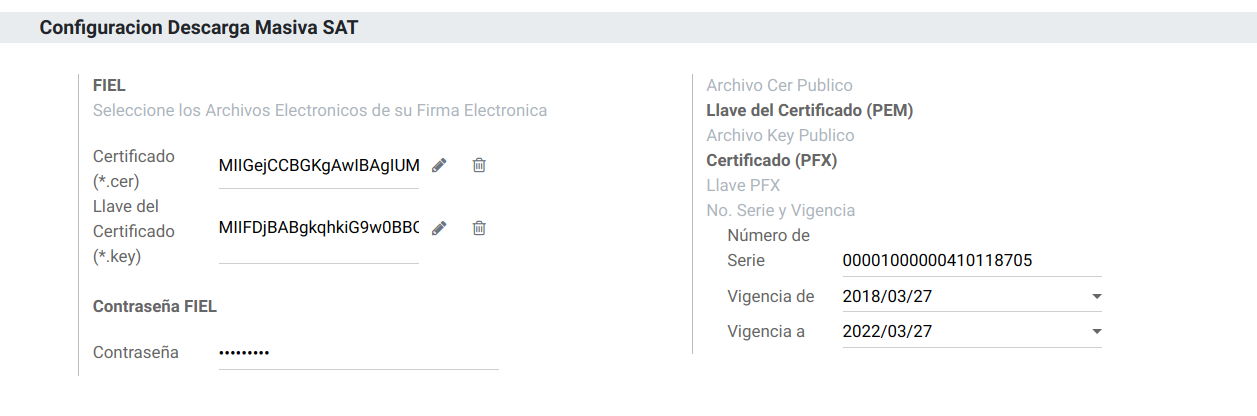 Configuracion Descarga Masiva SAT
FIEL
Seleccione los Archivos Electronicos de su Firma Electronica
Certificado
(*.cer)
MIIGejCCBGKgAwIBAgIUM
Llave del
Certificado
(*.key)
MIIFDjBABgkqhkiG9w0BBQ
Contraseña FIEL
Contraseña
•••••••••
Archivo Cer Publico
Llave del Certificado (PEM)
Archivo Key Publico
Certificado (PFX)
Llave PFX
No. Serie y Vigencia
Número de
Serie
00001000000410118705
Vigencia de
2018/03/27
Vigencia a
2022/03/27